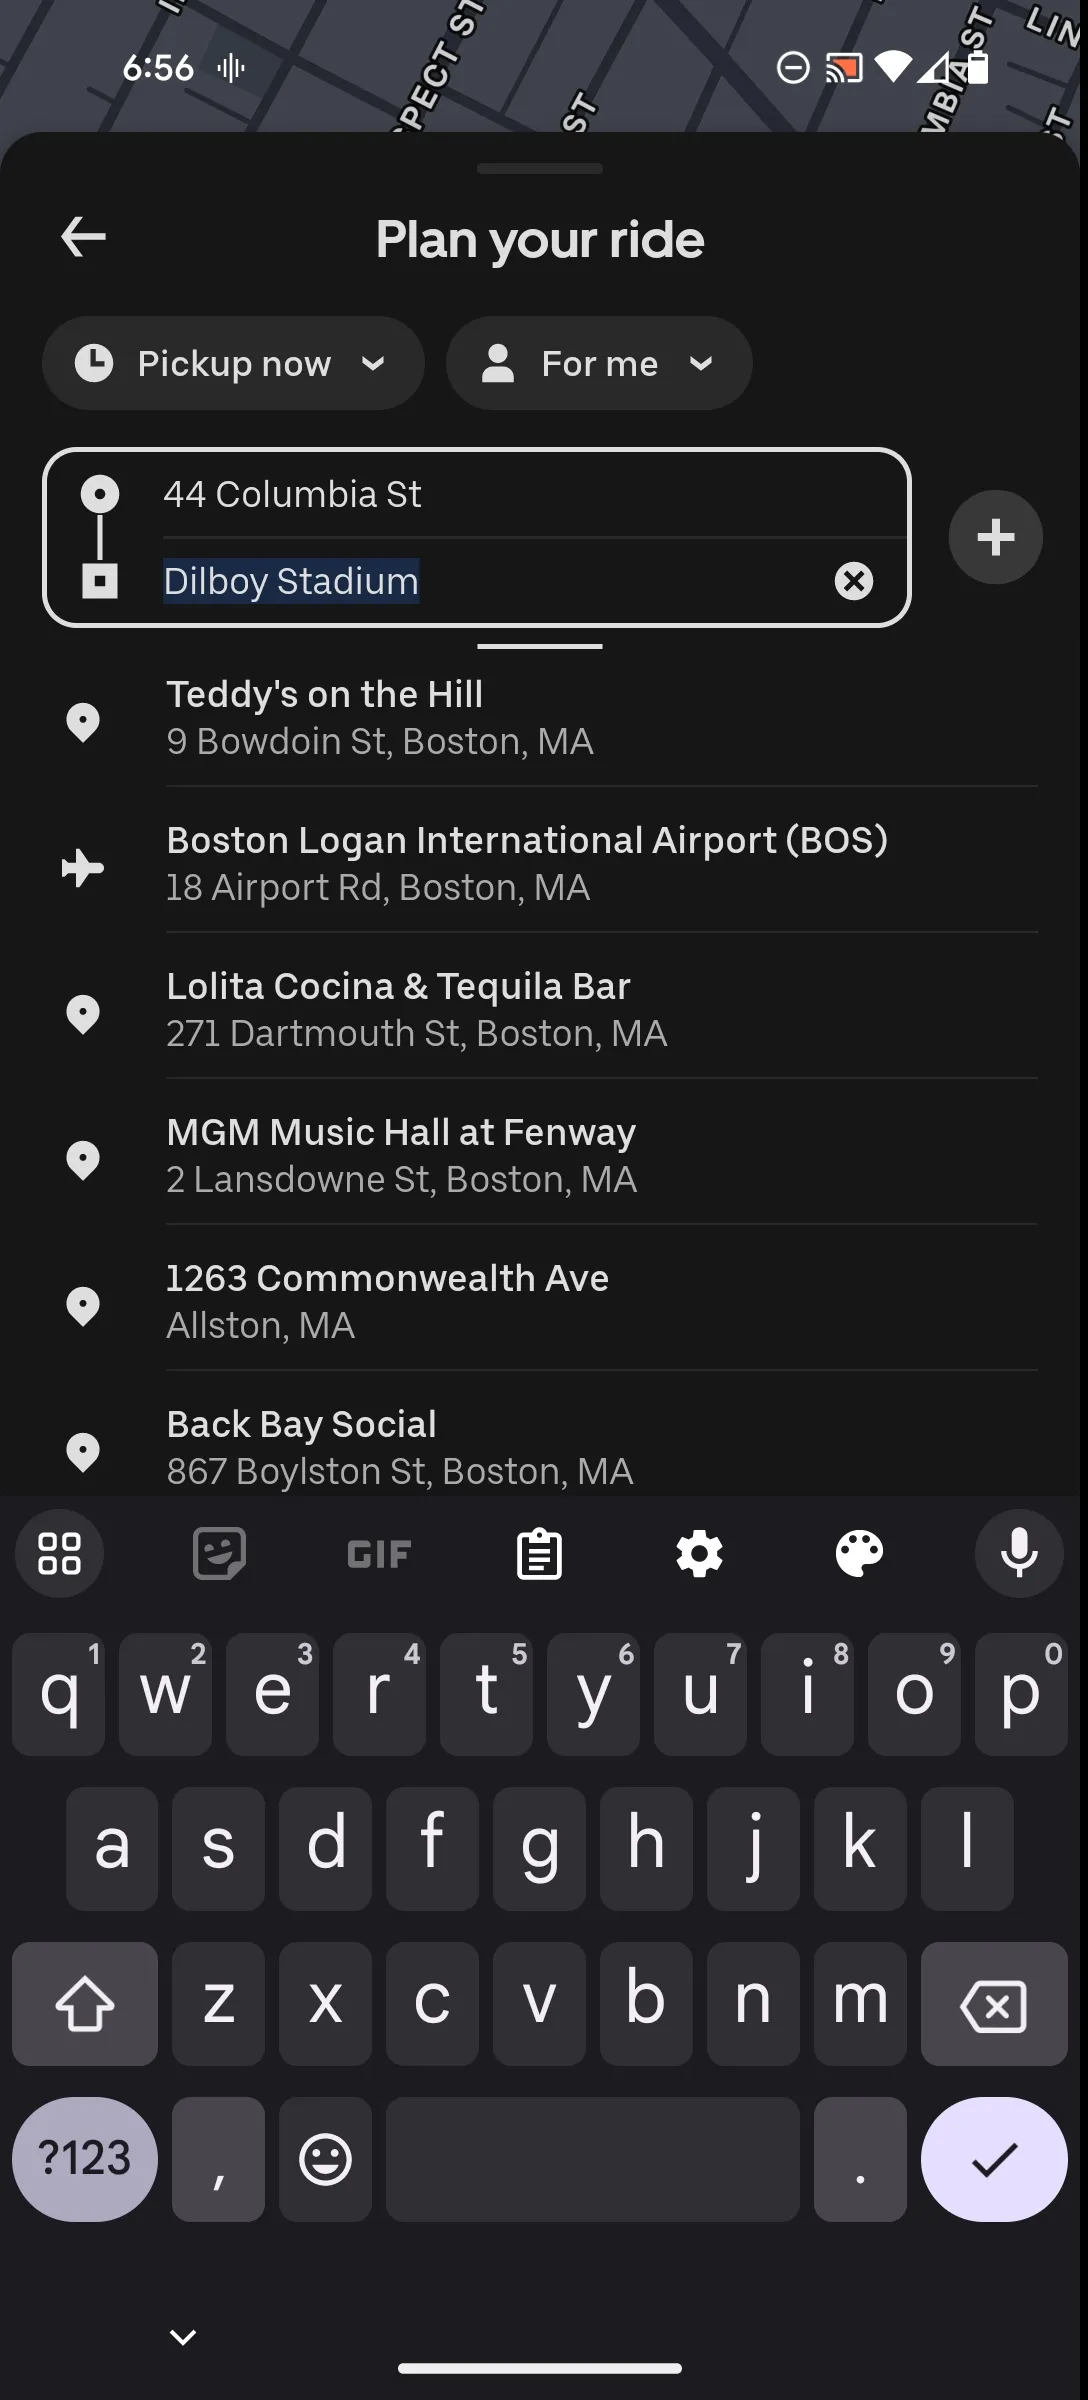 SPECT ST
ST
MBIA ST
LIN
ST
6:56
Plan your ride
Pickup now
For me
44 Columbia St
Dilboy Stadium
Teddy's on the Hill
9 Bowdoin St, Boston, MA
Boston Logan International Airport (BOS)
18 Airport Rd, Boston, MA
Lolita Cocina & Tequila Bar
271 Dartmouth St, Boston, MA
MGM Music Hall at Fenway
2 Lansdowne St, Boston, MA
1263 Commonwealth Ave
Allston, MA
Back Bay Social
867 Boylston St, Boston, MA
GIF
1 2 3 4 5 6 7 8 9 0
q w e r t y u i o p
a s d f g h j k l
z x c v b n m
?123 , .